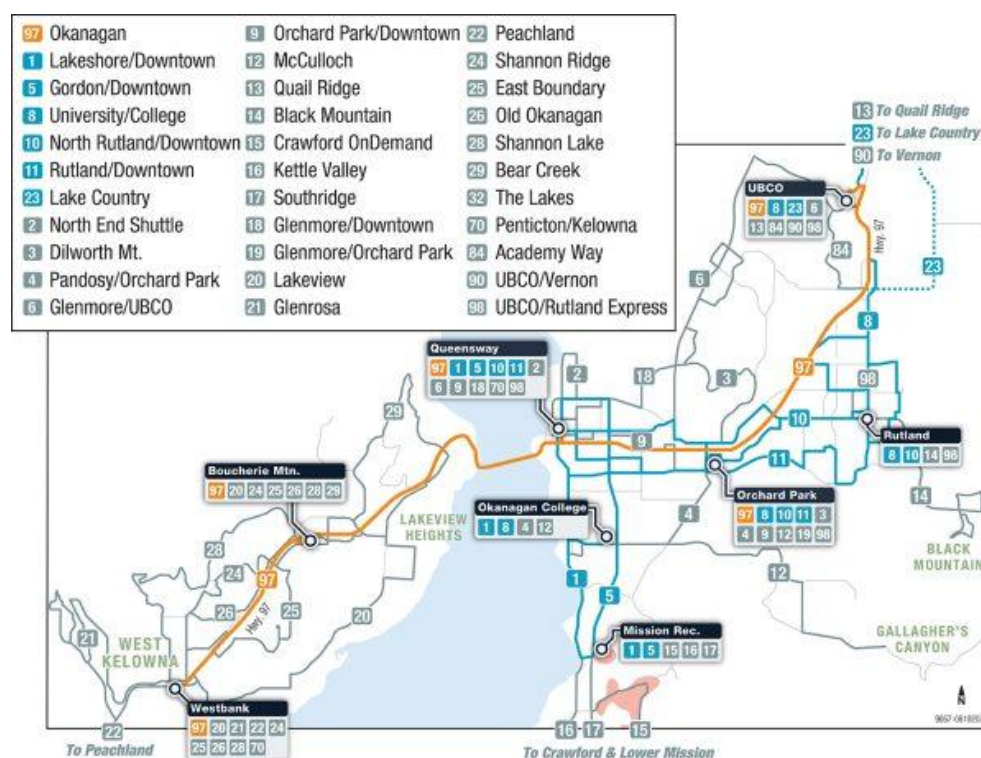 97 Okanagan
1 Lakeshore/Downtown
5 Gordon/Downtown
8 University/College
10 North Rutland/Downtown
11 Rutland/Downtown
23 Lake Country
2 North End Shuttle
3 Dilworth Mt.
4 Pandosy/Orchard Park
6 Glenmore/UBCO
9 Orchard Park/Downtown
12 McCulloch
13 Quail Ridge
14 Black Mountain
15 Crawford OnDemand
16 Kettle Valley
17 Southridge
18 Glenmore/Downtown
19 Glenmore/Orchard Park
20 Lakeview
21 Glenrosa
22 Peachland
24 Shannon Ridge
25 East Boundary
26 Old Okanagan
28 Shannon Lake
29 Bear Creek
32 The Lakes
70 Penticton/Kelowna
84 Academy Way
90 UBCO/Vernon
98 UBCO/Rutland Express
13 To Quail Ridge
23 To Lake Country
90 To Vernon
UBCO
97 8 23 6
13 84 90 98
84
Hwy. 97
23
6
8
Queensway
97 1 5 10 11 2
6 9 18 70 98
2
18
3
97
98
29
9
10
11
Rutland
8 10 14 98
Boucherie Mtn.
97 20 24 25 26 28 29
LAKEVIEW
HEIGHTS
Okanagan College
1 8 4 12
Orchard Park
97 8 10 11 3
4 9 12 19 98
4
14
BLACK
MOUNTAIN
28
24
97
26
25
Hwy. 97
20
1
5
12
21
WEST
KELOWNA
Mission Rec.
1 5 15 16 17
GALLAGHER'S
CANYON
Westbank
97 20 21 22 24
25 26 28 70
22
To Peachland
16
17
15
To Crawford & Lower Mission
N